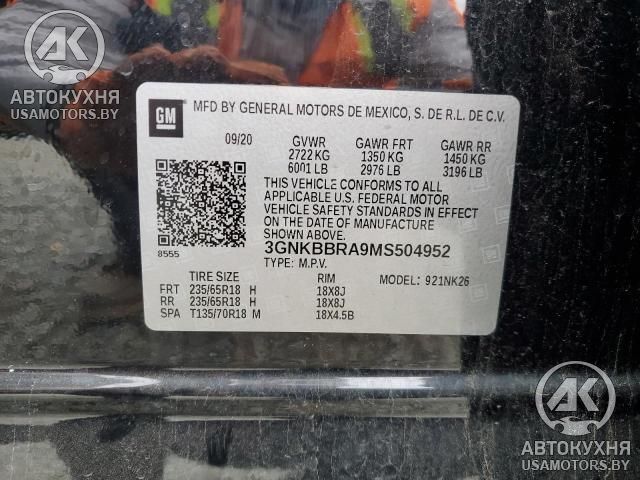 AK
АВТОКУХНЯ
USAMOTORS.BY
GM
MFD BY GENERAL MOTORS DE MEXICO, S. DE R.L. DE C.V.
09/20 GVWR GAWR FRT GAWR RR
2722 KG 1350 KG 1450 KG
6001 LB 2976 LB 3196 LB
THIS VEHICLE CONFORMS TO ALL
APPLICABLE U.S. FEDERAL MOTOR
VEHICLE SAFETY STANDARDS IN EFFECT
ON THE DATE OF MANUFACTURE
SHOWN ABOVE.
8555
3GNKBBRA9MS504952
TYPE: M.P.V. MODEL: 921NK26
TIRE SIZE RIM
FRT 235/65R18 H 18X8J
RR 235/65R18 H 18X8J
SPA T135/70R18 M 18X4.5B
AK
АВТОКУХНЯ
USAMOTORS.BY